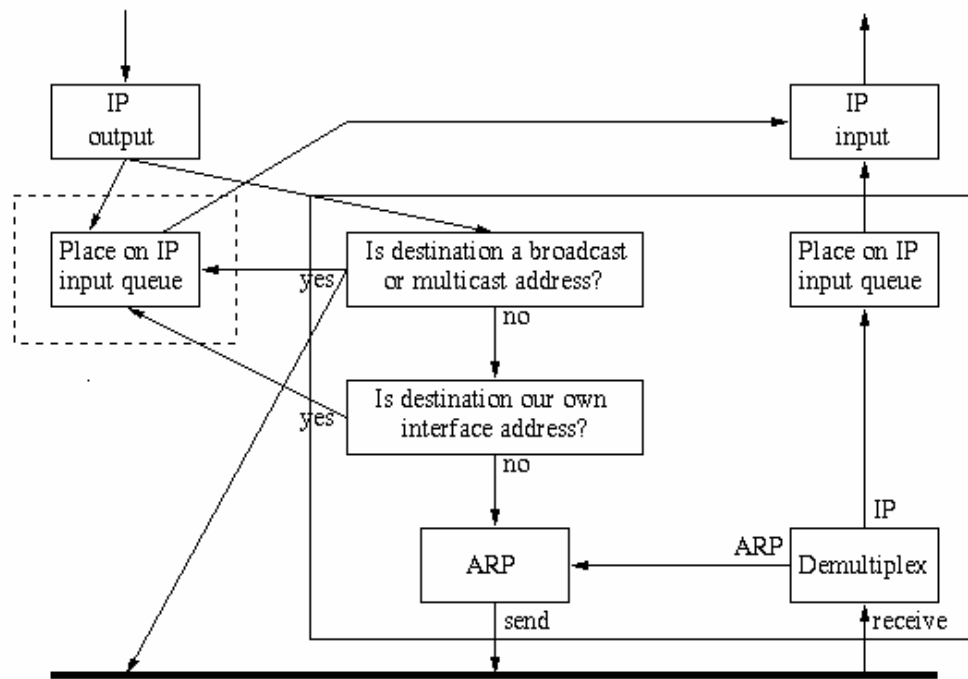 IP
output
IP
input
Place on IP
input queue
yes
Is destination a broadcast
or multicast address?
Place on IP
input queue
no
yes
Is destination our own
interface address?
no
IP
ARP
ARP
Demultiplex
send
receive